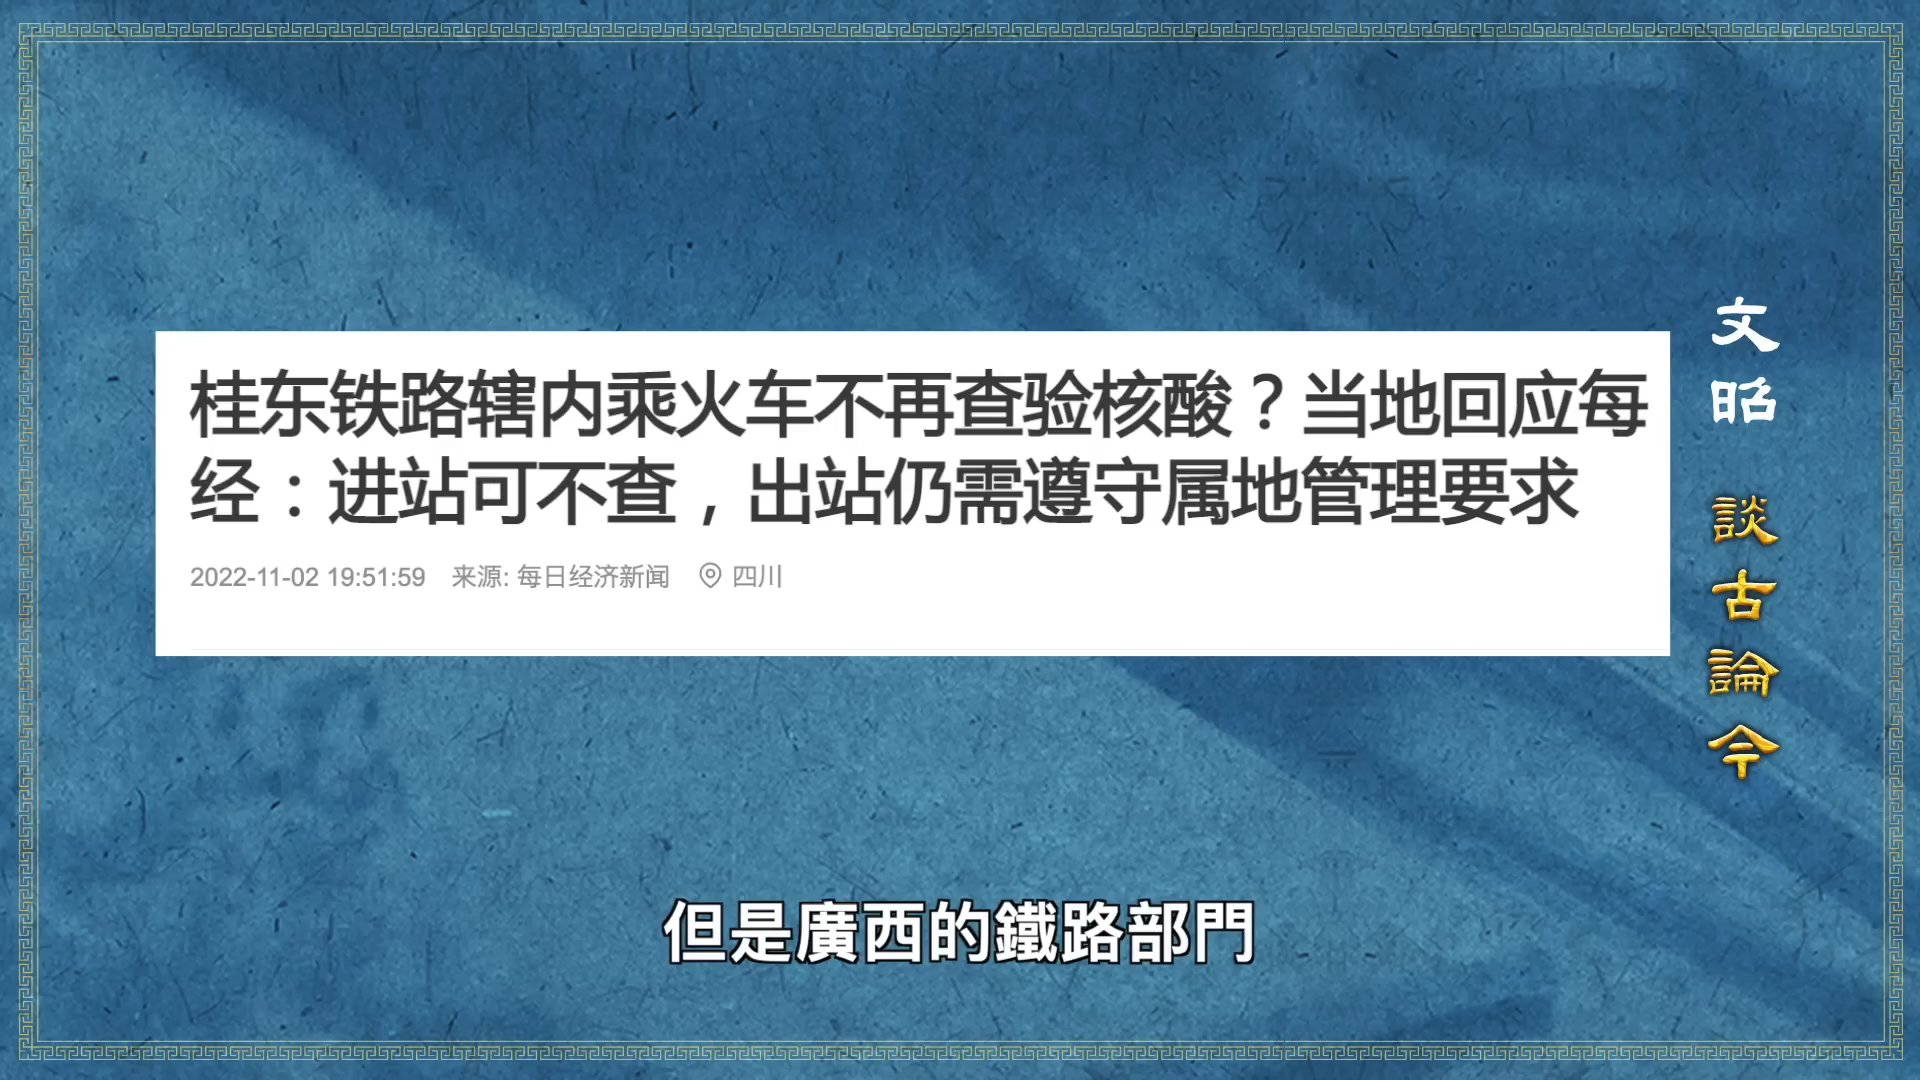 桂东铁路辖内乘火车不再查验核酸？当地回应每
经：进站可不查，出站仍需遵守属地管理要求
2022-11-02 19:51:59 来源: 每日经济新闻 四川
文昭
談古論今
但是廣西的鐵路部門